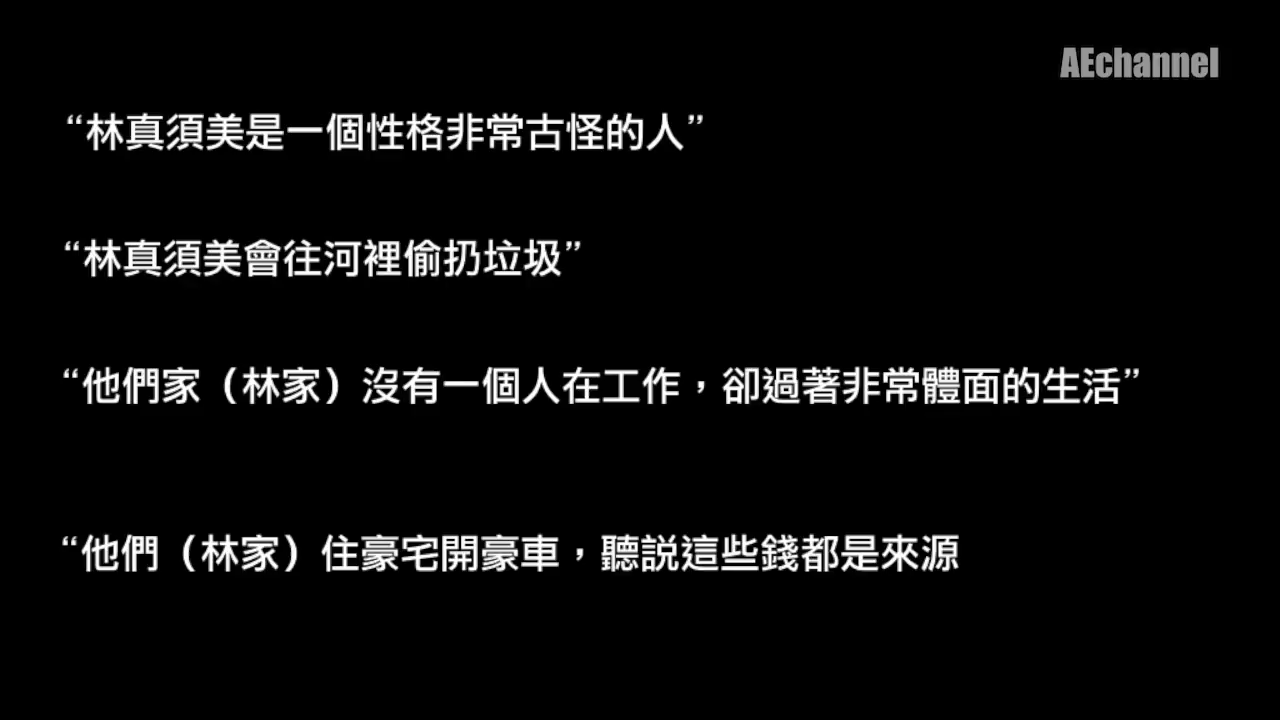 AEchannel
“林真須美是一個性格非常古怪的人”
“林真須美會往河裡偷扔垃圾”
“他們家（林家）沒有一個人在工作，卻過著非常體面的生活”
“他們（林家）住豪宅開豪車，聽説這些錢都是來源